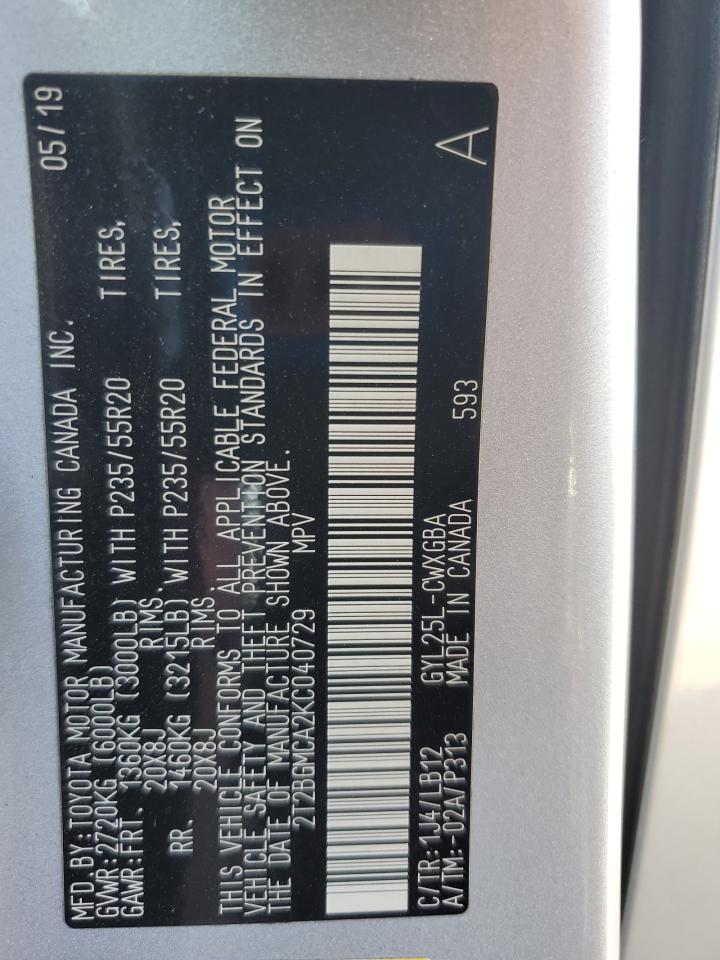 MFD.BY:TOYOTA MOTOR MANUFACTURING CANADA INC. 05/19
GVWR:2720KG (6000LB)
GAWR:FRT. 1360KG (3000LB) WITH P235/55R20 TIRES,
20X8J RIMS.
RR. 1460KG (3215LB) WITH P235/55R20 TIRES,
20X8J RIMS
THIS VEHICLE CONFORMS TO ALL APPLICABLE FEDERAL MOTOR
VEHICLE SAFETY AND THEFT PREVENTION STANDARDS IN EFFECT ON
THE DATE OF MANUFACTURE SHOWN ABOVE.
2T2BGMCA2KC040729 MPV
C/TR:1J4/LB12 GYL25L-CWXGBA
A/TM:-02A/P313 MADE IN CANADA 593 A